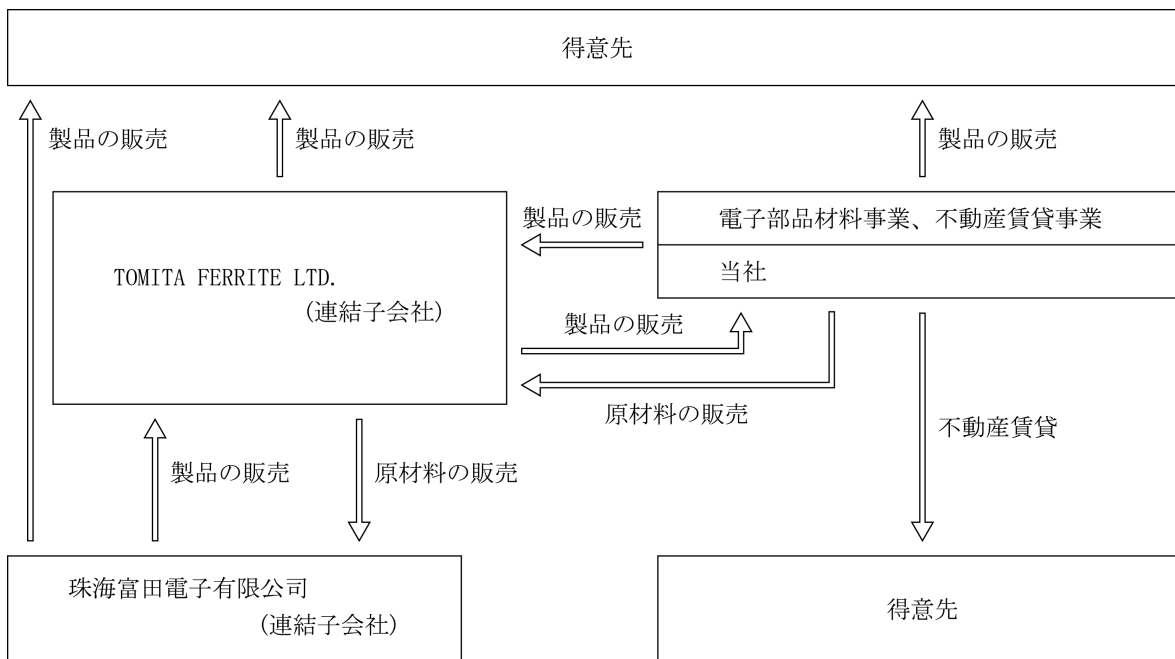 得意先
製品の販売
製品の販売
製品の販売
電子部品材料事業、不動産賃貸事業
当社
製品の販売
TOMITA FERRITE LTD.
(連結子会社)
製品の販売
原材料の販売
不動産賃貸
製品の販売
原材料の販売
珠海富田電子有限公司
(連結子会社)
得意先